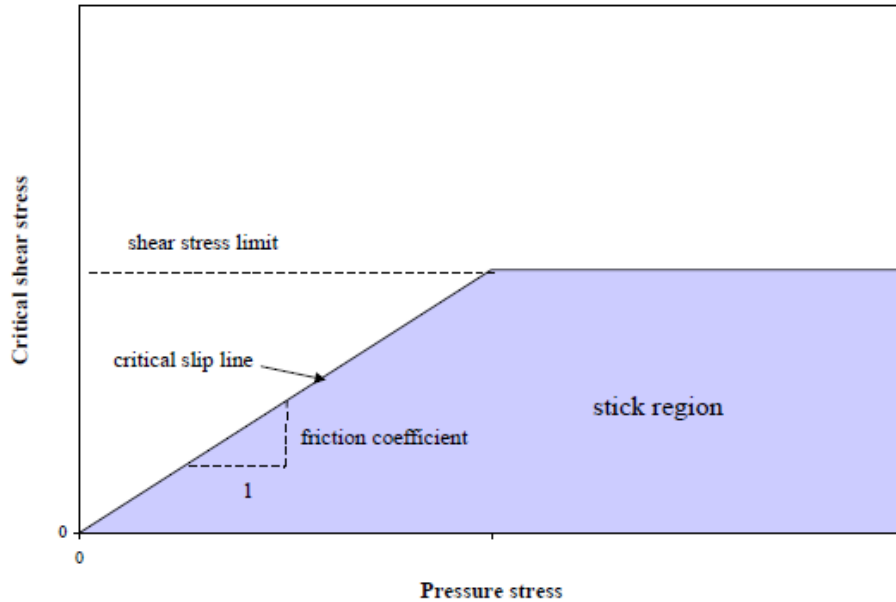 Critical shear stress
shear stress limit
critical slip line
stick region
friction coefficient
1
0
0
Pressure stress